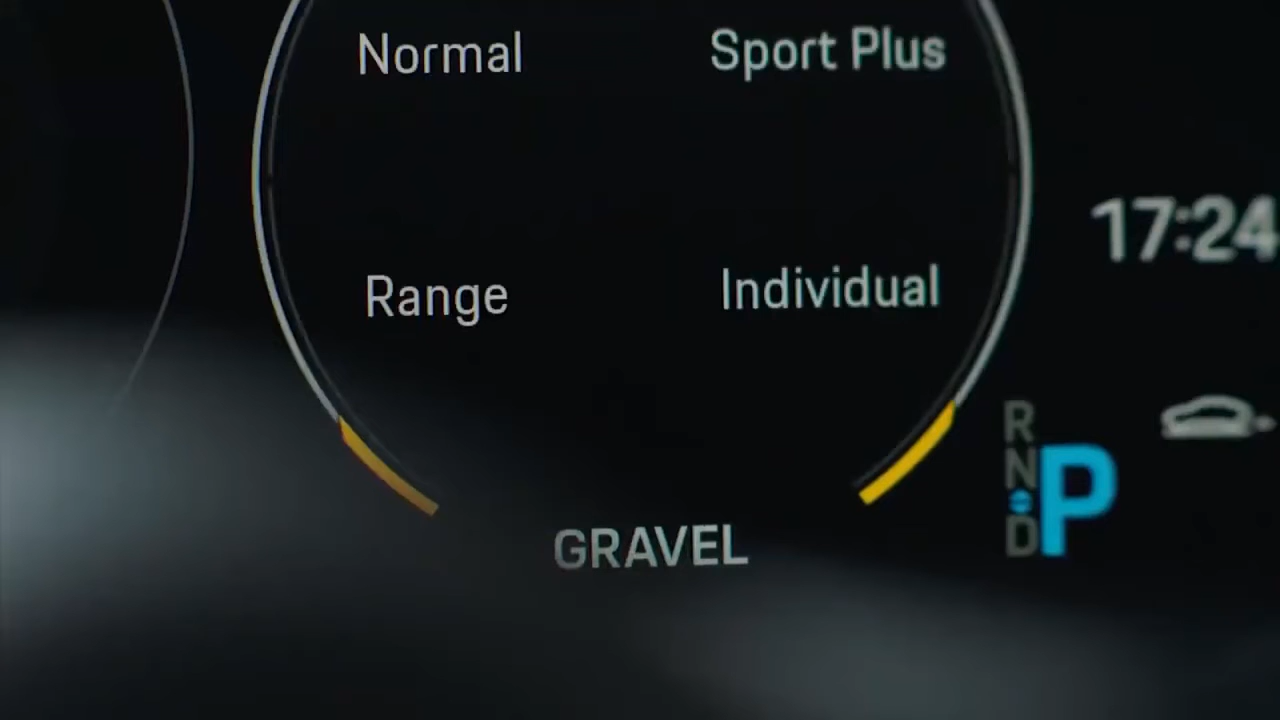 Normal
Sport Plus
17:24
Range
Individual
R
N
D
P
GRAVEL